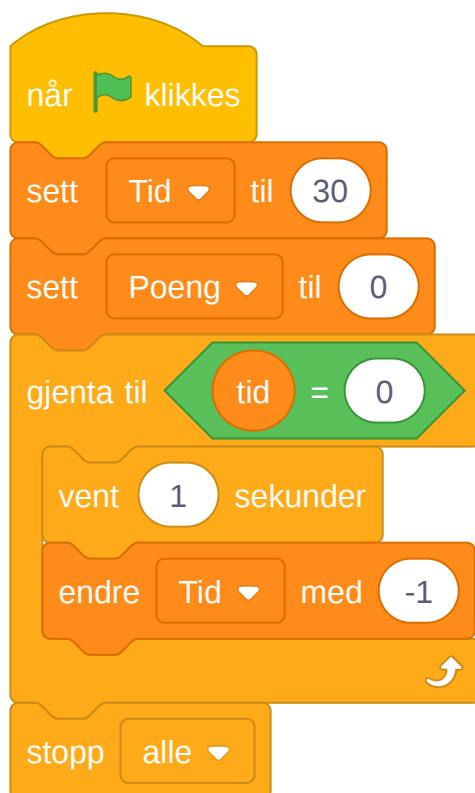 når klikkes
sett Tid til 30
sett Poeng til 0
gjenta til tid = 0
vent 1 sekunder
endre Tid med -1
stopp alle